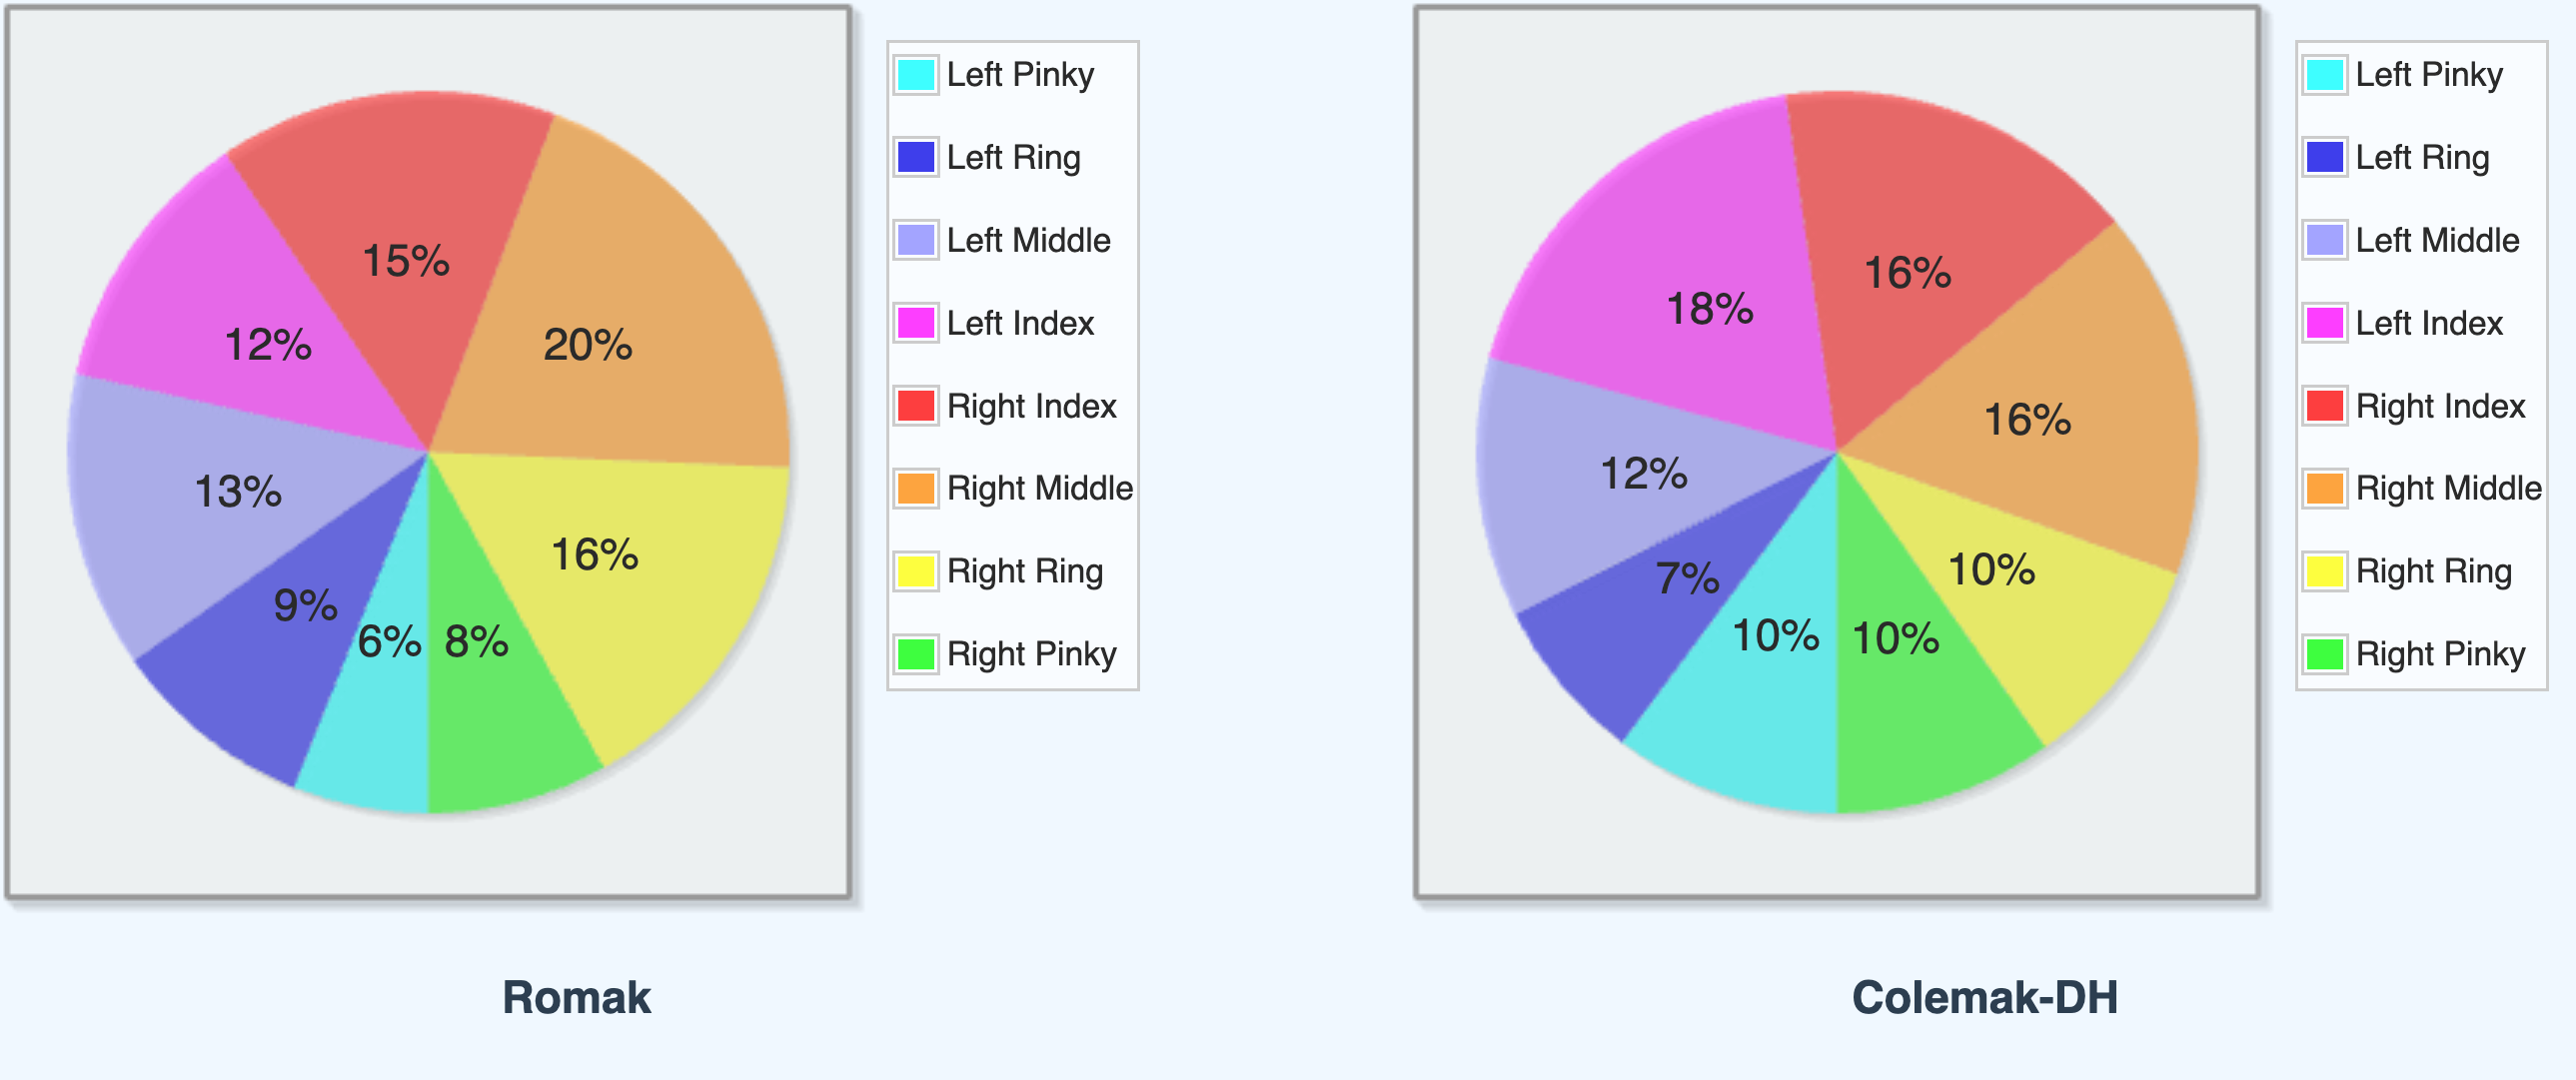 15%
20%
12%
13%
16%
9%
6%
8%
Left Pinky
Left Ring
Left Middle
Left Index
Right Index
Right Middle
Right Ring
Right Pinky
Romak
16%
18%
16%
12%
10%
7%
10%
10%
Left Pinky
Left Ring
Left Middle
Left Index
Right Index
Right Middle
Right Ring
Right Pinky
Colemak-DH